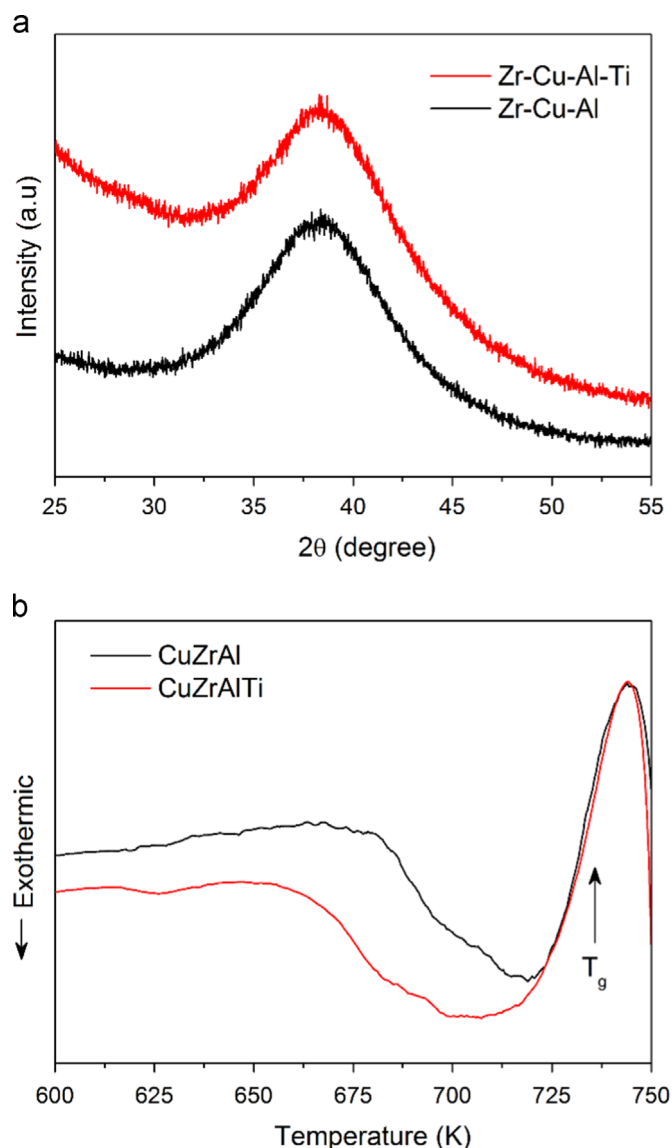 a
Zr-Cu-Al-Ti
Zr-Cu-Al
Intensity (a.u)
25 30 35 40 45 50 55
2θ (degree)
b
CuZrAl
CuZrAlTi
Exothermic
Tg
600 625 650 675 700 725 750
Temperature (K)